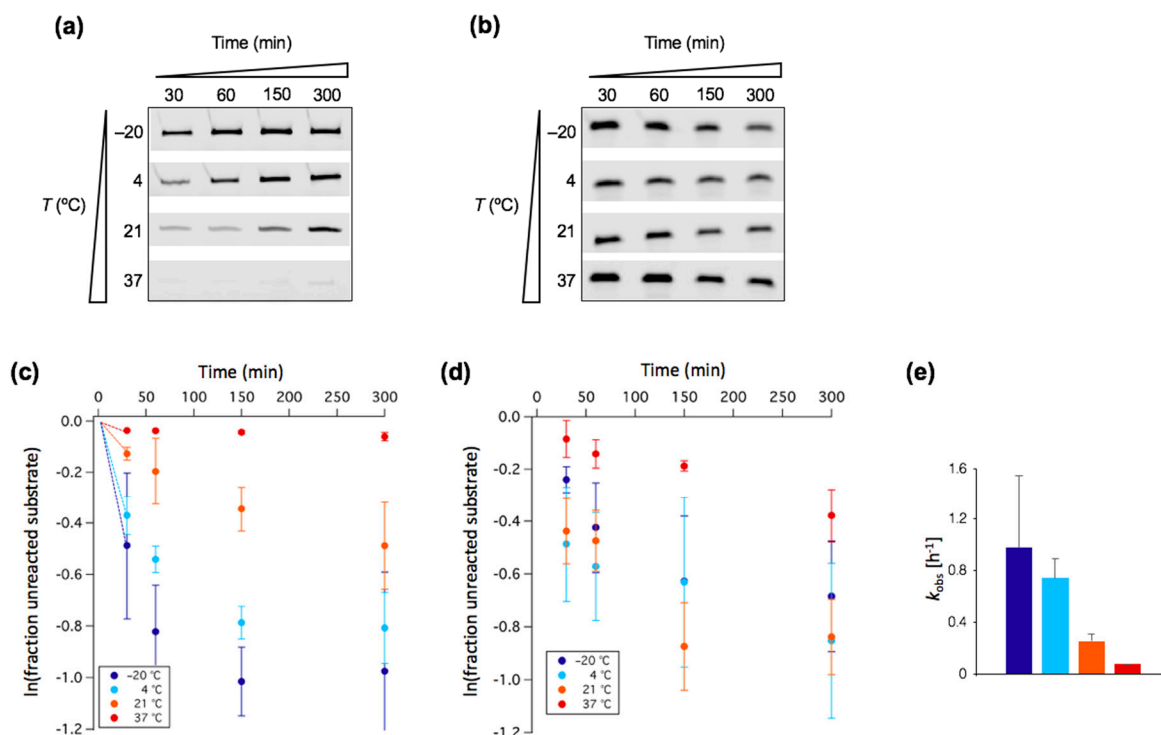 (a)
Time (min)
30 60 150 300
–20
4
T (ºC)
21
37
(b)
Time (min)
30 60 150 300
–20
4
T (ºC)
21
37
(c)
Time (min)
0 50 100 150 200 250 300
0.0
-0.2
-0.4
-0.6
-0.8
-1.0
-1.2
ln(fraction unreacted substrate)
–20 °C
4 °C
21 °C
37 °C
(d)
Time (min)
0 50 100 150 200 250 300
0.0
-0.2
-0.4
-0.6
-0.8
-1.0
-1.2
ln(fraction unreacted substrate)
–20 °C
4 °C
21 °C
37 °C
(e)
1.6
1.2
0.8
0.4
0
kobs [h-1]